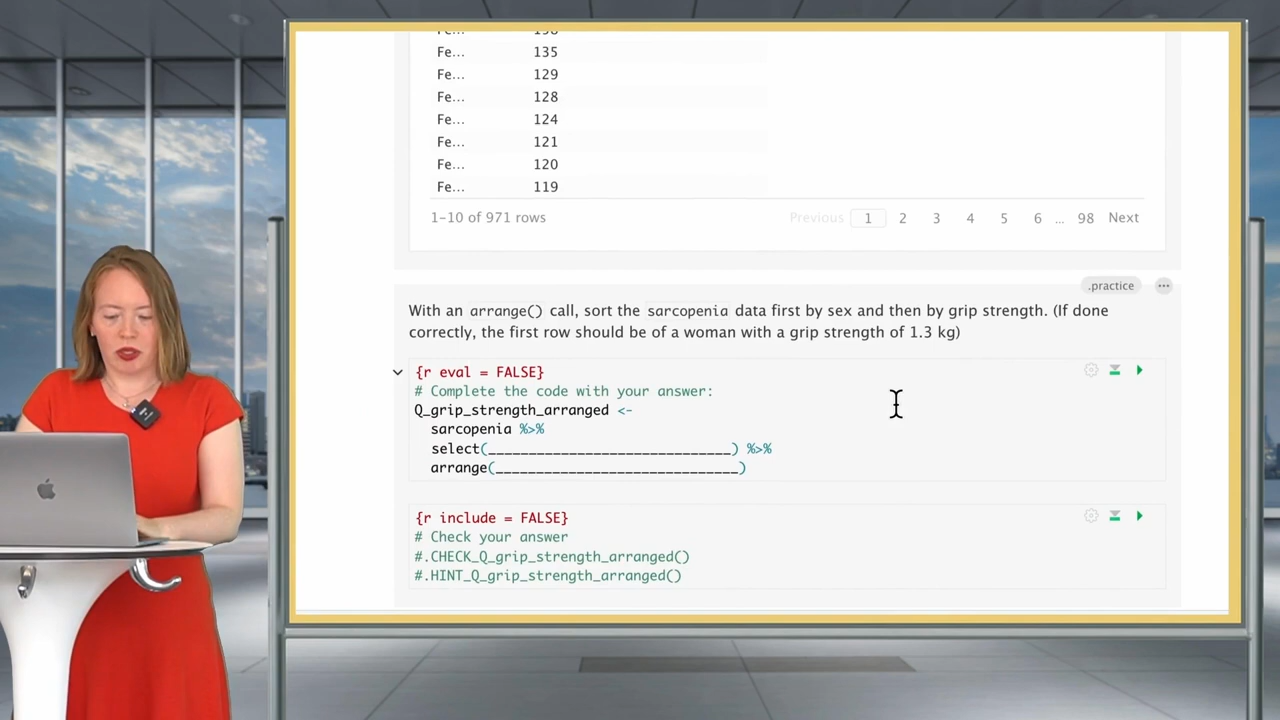 Fe... 135
Fe... 129
Fe... 128
Fe... 124
Fe... 121
Fe... 120
Fe... 119
1-10 of 971 rows Previous 1 2 3 4 5 6 ... 98 Next
.practice
With an arrange() call, sort the sarcopenia data first by sex and then by grip strength. (If done
correctly, the first row should be of a woman with a grip strength of 1.3 kg)
{r eval = FALSE}
# Complete the code with your answer:
Q_grip_strength_arranged <-
sarcopenia %>%
select(______________________________) %>%
arrange(______________________________)
{r include = FALSE}
# Check your answer
#.CHECK_Q_grip_strength_arranged()
#.HINT_Q_grip_strength_arranged()